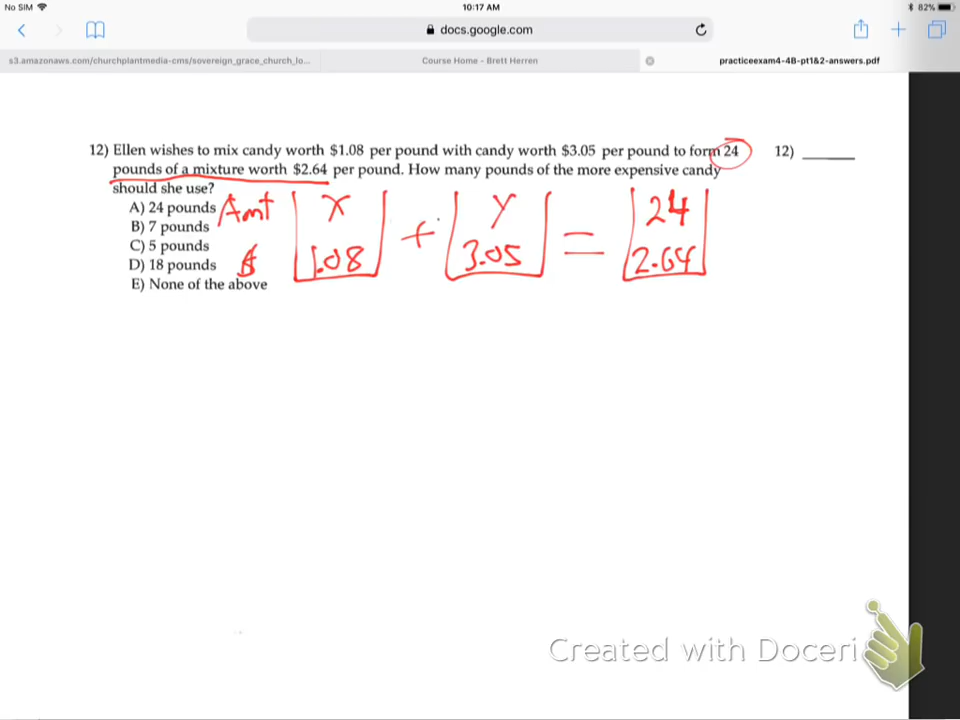 No SIM 10:17 AM 82%
docs.google.com
s3.amazonaws.com/churchplantmedia-cms/sovereign_grace_church_lo... Course Home - Brett Herren practiceexam4-4B-pt1&2-answers.pdf
12) Ellen wishes to mix candy worth $1.08 per pound with candy worth $3.05 per pound to form 24 12)
pounds of a mixture worth $2.64 per pound. How many pounds of the more expensive candy
should she use?
A) 24 pounds Amt x + y = 24
B) 7 pounds
C) 5 pounds
D) 18 pounds $ 1.08 3.05 2.64
E) None of the above
Created with Doceri